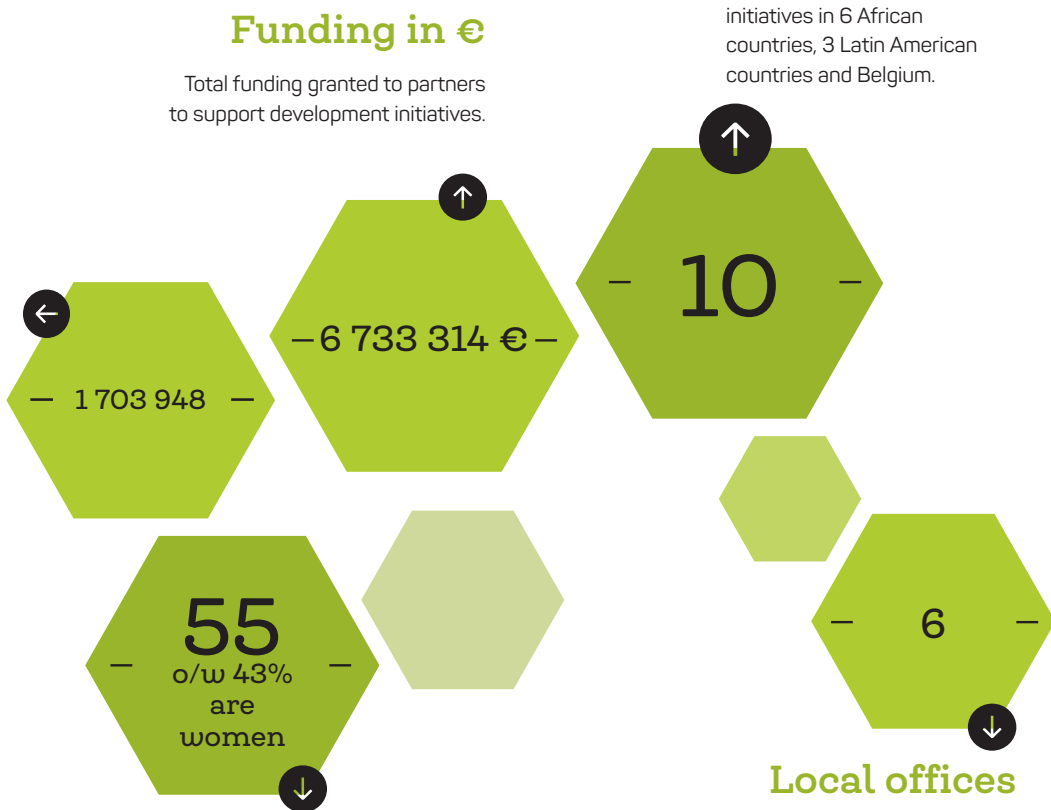 Funding in €
Total funding granted to partners
to support development initiatives.
initiatives in 6 African
countries, 3 Latin American
countries and Belgium.
10
6 733 314 €
1 703 948
55
o/w 43%
are
women
6
Local offices